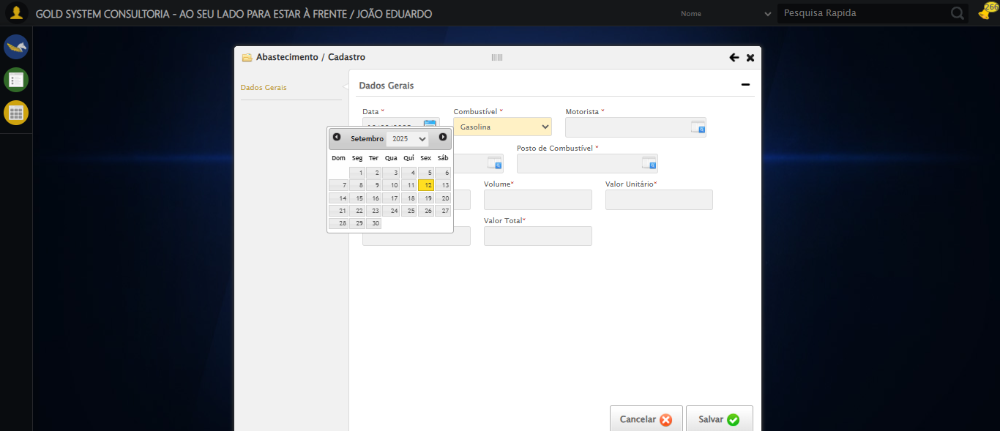 GOLD SYSTEM CONSULTORIA - AO SEU LADO PARA ESTAR À FRENTE / JOÃO EDUARDO
Nome
Pesquisa Rapida
266
Abastecimento / Cadastro
Dados Gerais
Dados Gerais
Data *
Combustível *
Motorista *
Gasolina
Setembro 2025
Dom Seg Ter Qua Qui Sex Sáb
1 2 3 4 5 6
7 8 9 10 11 12 13
14 15 16 17 18 19 20
21 22 23 24 25 26 27
28 29 30
Posto de Combustível *
Volume*
Valor Unitário*
Valor Total*
Cancelar
Salvar